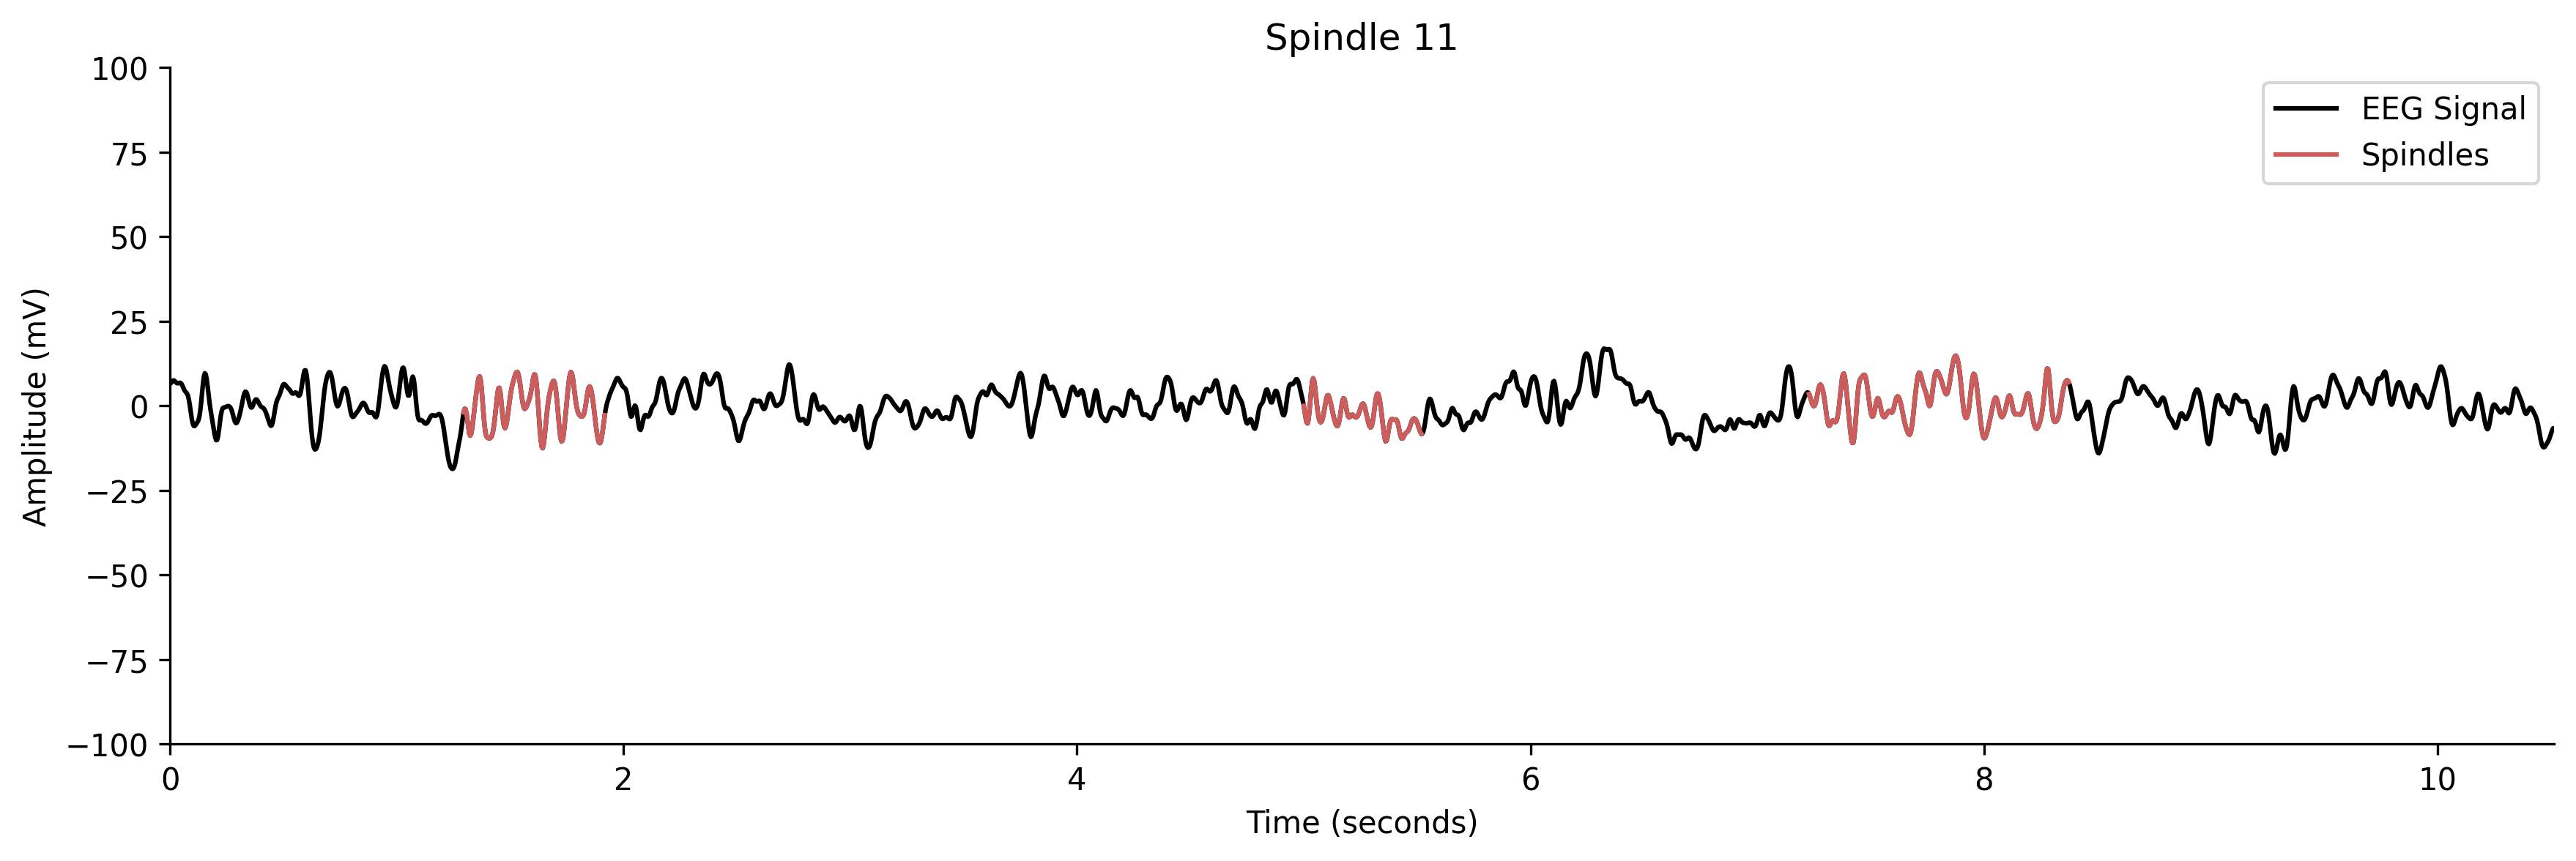 Spindle 11
100
75
50
25
0
−25
−50
−75
−100
Amplitude (mV)
EEG Signal
Spindles
0 2 4 6 8 10
Time (seconds)